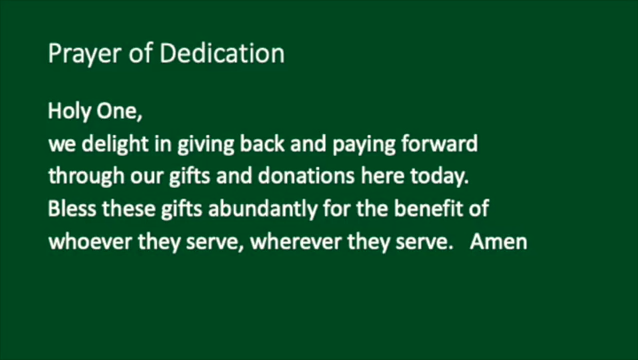 Prayer of Dedication
Holy One,
we delight in giving back and paying forward
through our gifts and donations here today.
Bless these gifts abundantly for the benefit of
whoever they serve, wherever they serve.   Amen